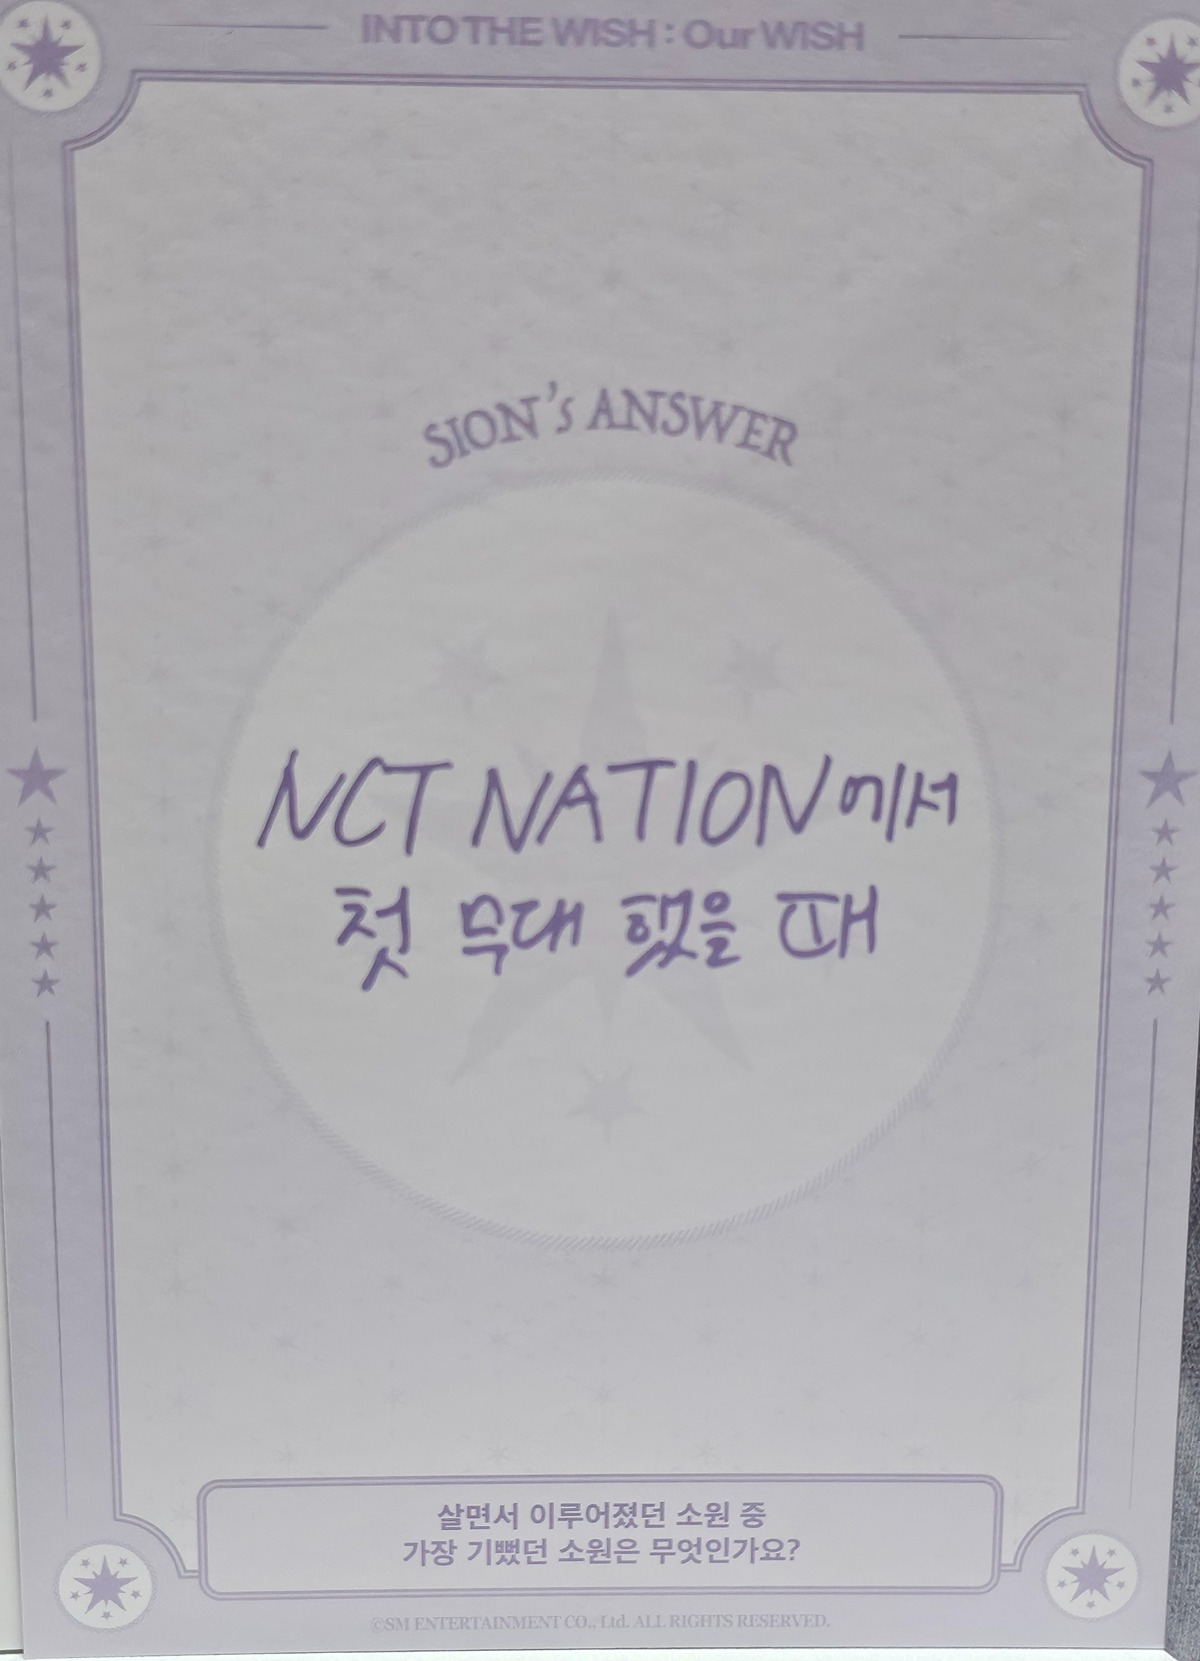 INTO THE WISH : Our WISH
SION's ANSWER
NCT NATION에서
첫 무대 했을 때
살면서 이루어졌던 소원 중
가장 기뻤던 소원은 무엇인가요?
©SM ENTERTAINMENT CO., Ltd. ALL RIGHTS RESERVED.